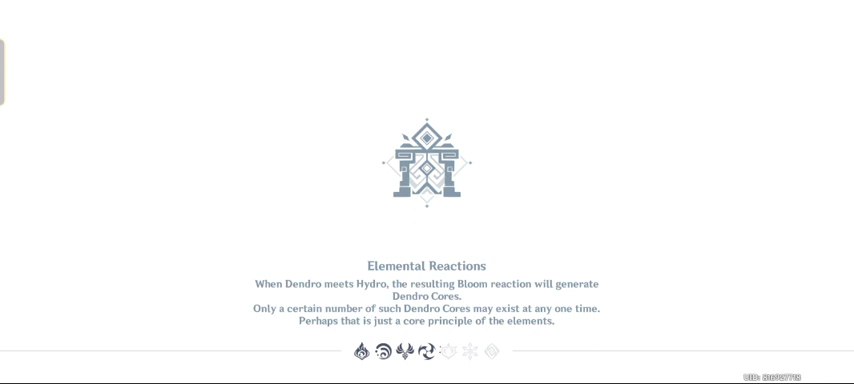 Elemental Reactions
When Dendro meets Hydro, the resulting Bloom reaction will generate
Dendro Cores.
Only a certain number of such Dendro Cores may exist at any one time.
Perhaps that is just a core principle of the elements.
UID: